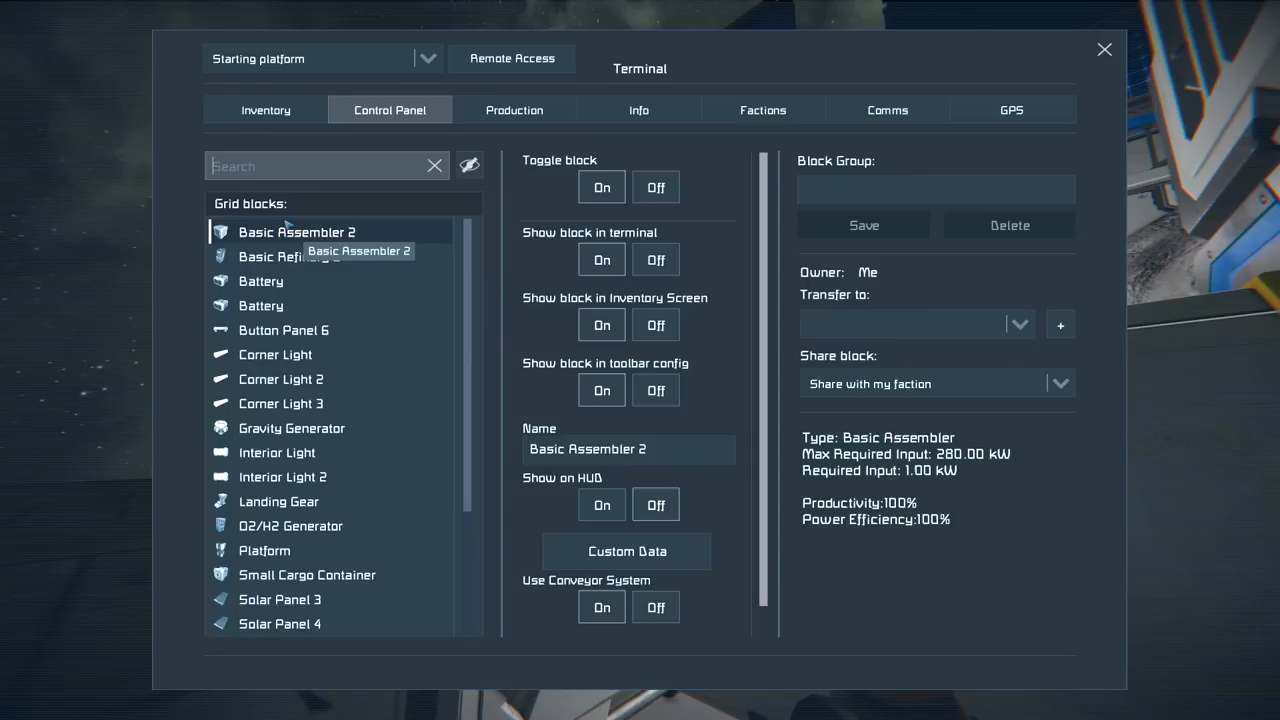 Starting platform
Remote Access
Terminal
Inventory
Control Panel
Production
Info
Factions
Comms
GPS
Search
Grid blocks:
Basic Assembler 2
Basic Assembler 2
Basic
Battery
Battery
Button Panel 6
Corner Light
Corner Light 2
Corner Light 3
Gravity Generator
Interior Light
Interior Light 2
Landing Gear
O2/H2 Generator
Platform
Small Cargo Container
Solar Panel 3
Solar Panel 4
Toggle block
On Off
Show block in terminal
On Off
Show block in Inventory Screen
On Off
Show block in toolbar config
On Off
Name
Basic Assembler 2
Show on HUD
On Off
Custom Data
Use Conveyor System
On Off
Block Group:
Save Delete
Owner: Me
Transfer to:
+
Share block:
Share with my faction
Type: Basic Assembler
Max Required Input: 280.00 kW
Required Input: 1.00 kW
Productivity:100%
Power Efficiency:100%